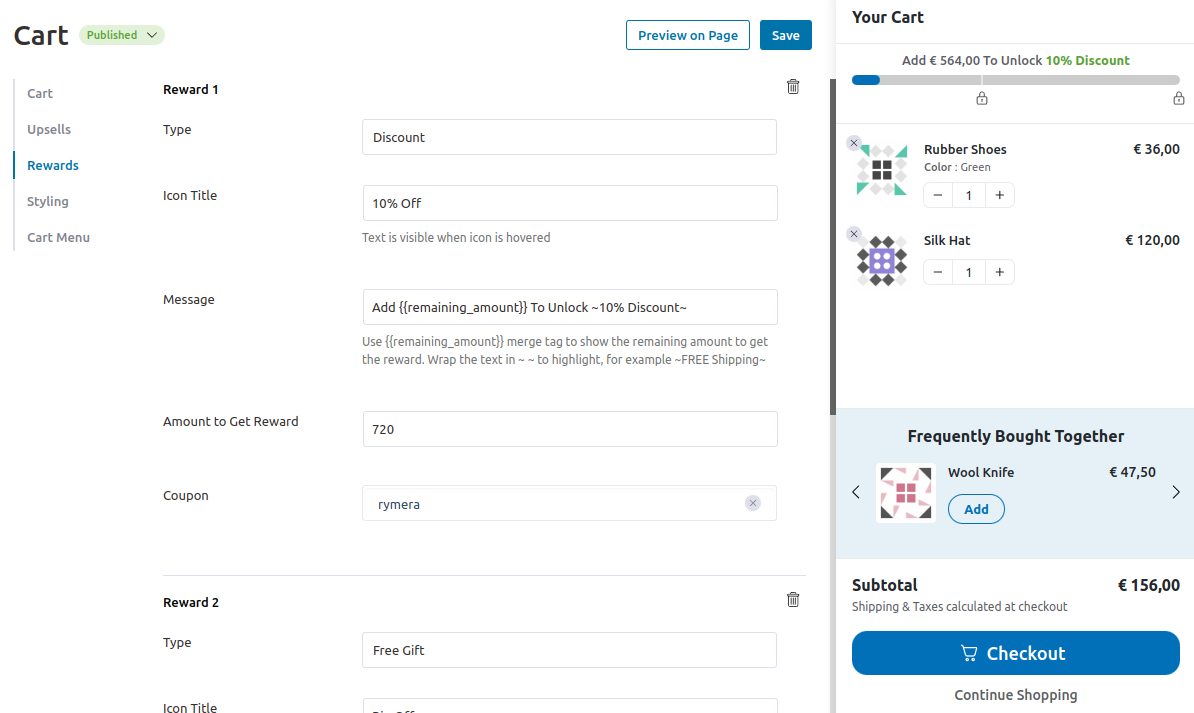 Cart
Published
Preview on Page
Save
Cart
Upsells
Rewards
Styling
Cart Menu
Reward 1
Type
Discount
Icon Title
10% Off
Text is visible when icon is hovered
Message
Add {{remaining_amount}} To Unlock ~10% Discount~
Use {{remaining_amount}} merge tag to show the remaining amount to get
the reward. Wrap the text in ~ ~ to highlight, for example ~FREE Shipping~
Amount to Get Reward
720
Coupon
rymera
Reward 2
Type
Free Gift
Icon Title
Your Cart
Add € 564,00 To Unlock 10% Discount
Rubber Shoes
€ 36,00
Color : Green
− 1 +
Silk Hat
€ 120,00
− 1 +
Frequently Bought Together
Wool Knife
€ 47,50
Add
Subtotal
€ 156,00
Shipping & Taxes calculated at checkout
Checkout
Continue Shopping